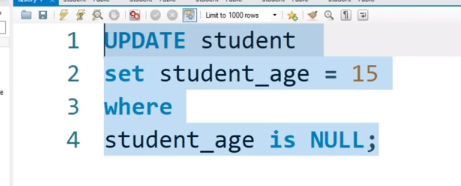 Limit to 1000 rows
1 UPDATE student
2 set student_age = 15
3 where
4 student_age is NULL;